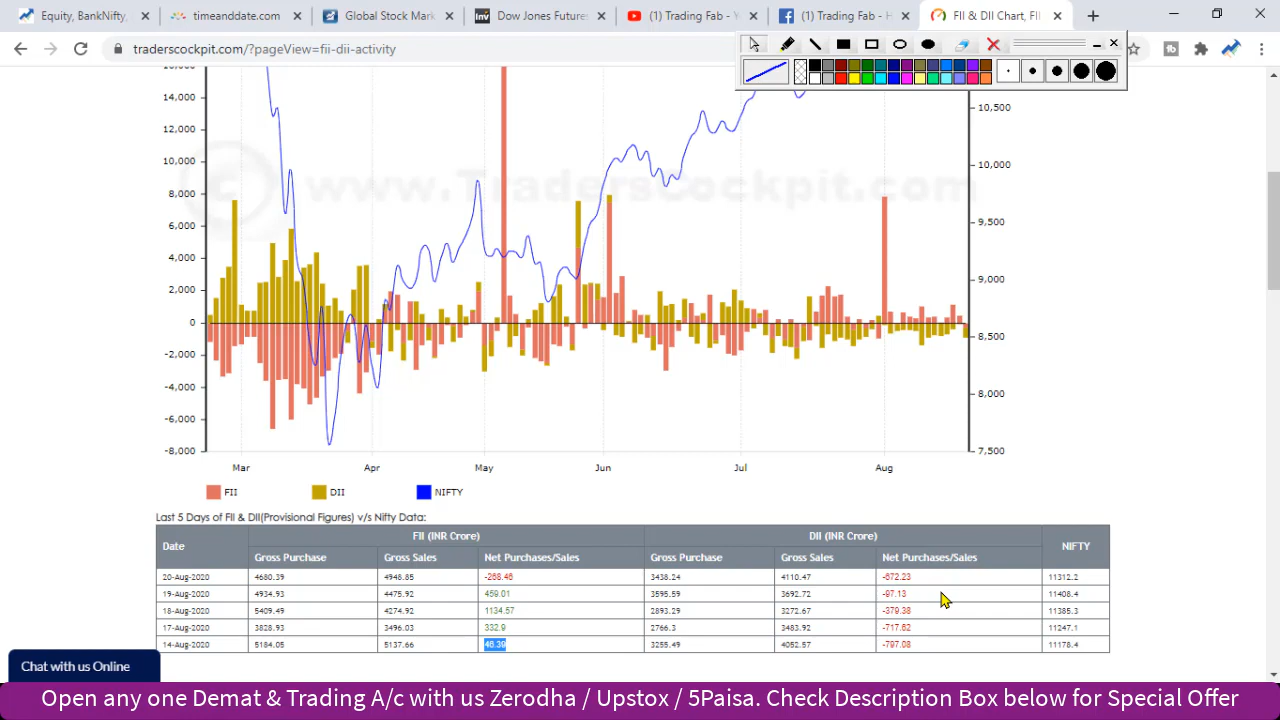 Equity, BankNifty,
timeanddate.com
Global Stock Mark
Inv
Dow Jones Future
(1) Trading Fab - Y
(1) Trading Fab - H
FII & DII Chart, FII
traderscockpit.com/?pageView=fii-dii-activity
16,000
14,000
12,000
10,000
8,000
6,000
4,000
2,000
0
-2,000
-4,000
-6,000
-8,000
10,500
10,000
9,500
9,000
8,500
8,000
7,500
© www.Traderscockpit.com
Mar Apr May Jun Jul Aug
FII DII NIFTY
Last 5 Days of FII & DII(Provisional Figures) v/s Nifty Data:
Date FII (INR Crore) DII (INR Crore) NIFTY
Gross Purchase Gross Sales Net Purchases/Sales Gross Purchase Gross Sales Net Purchases/Sales
20-Aug-2020 4680.39 4948.85 -268.46 3438.24 4110.47 -672.23 11312.2
19-Aug-2020 4934.93 4475.92 459.01 3595.59 3692.72 -97.13 11408.4
18-Aug-2020 5409.49 4274.92 1134.57 2893.29 3272.67 -379.38 11385.3
17-Aug-2020 3828.93 3496.03 332.9 2766.3 3483.92 -717.62 11247.1
14-Aug-2020 5184.05 5137.66 46.39 3255.49 4052.57 -797.08 11178.4
Chat with us Online
Open any one Demat & Trading A/c with us Zerodha / Upstox / 5Paisa. Check Description Box below for Special Offer